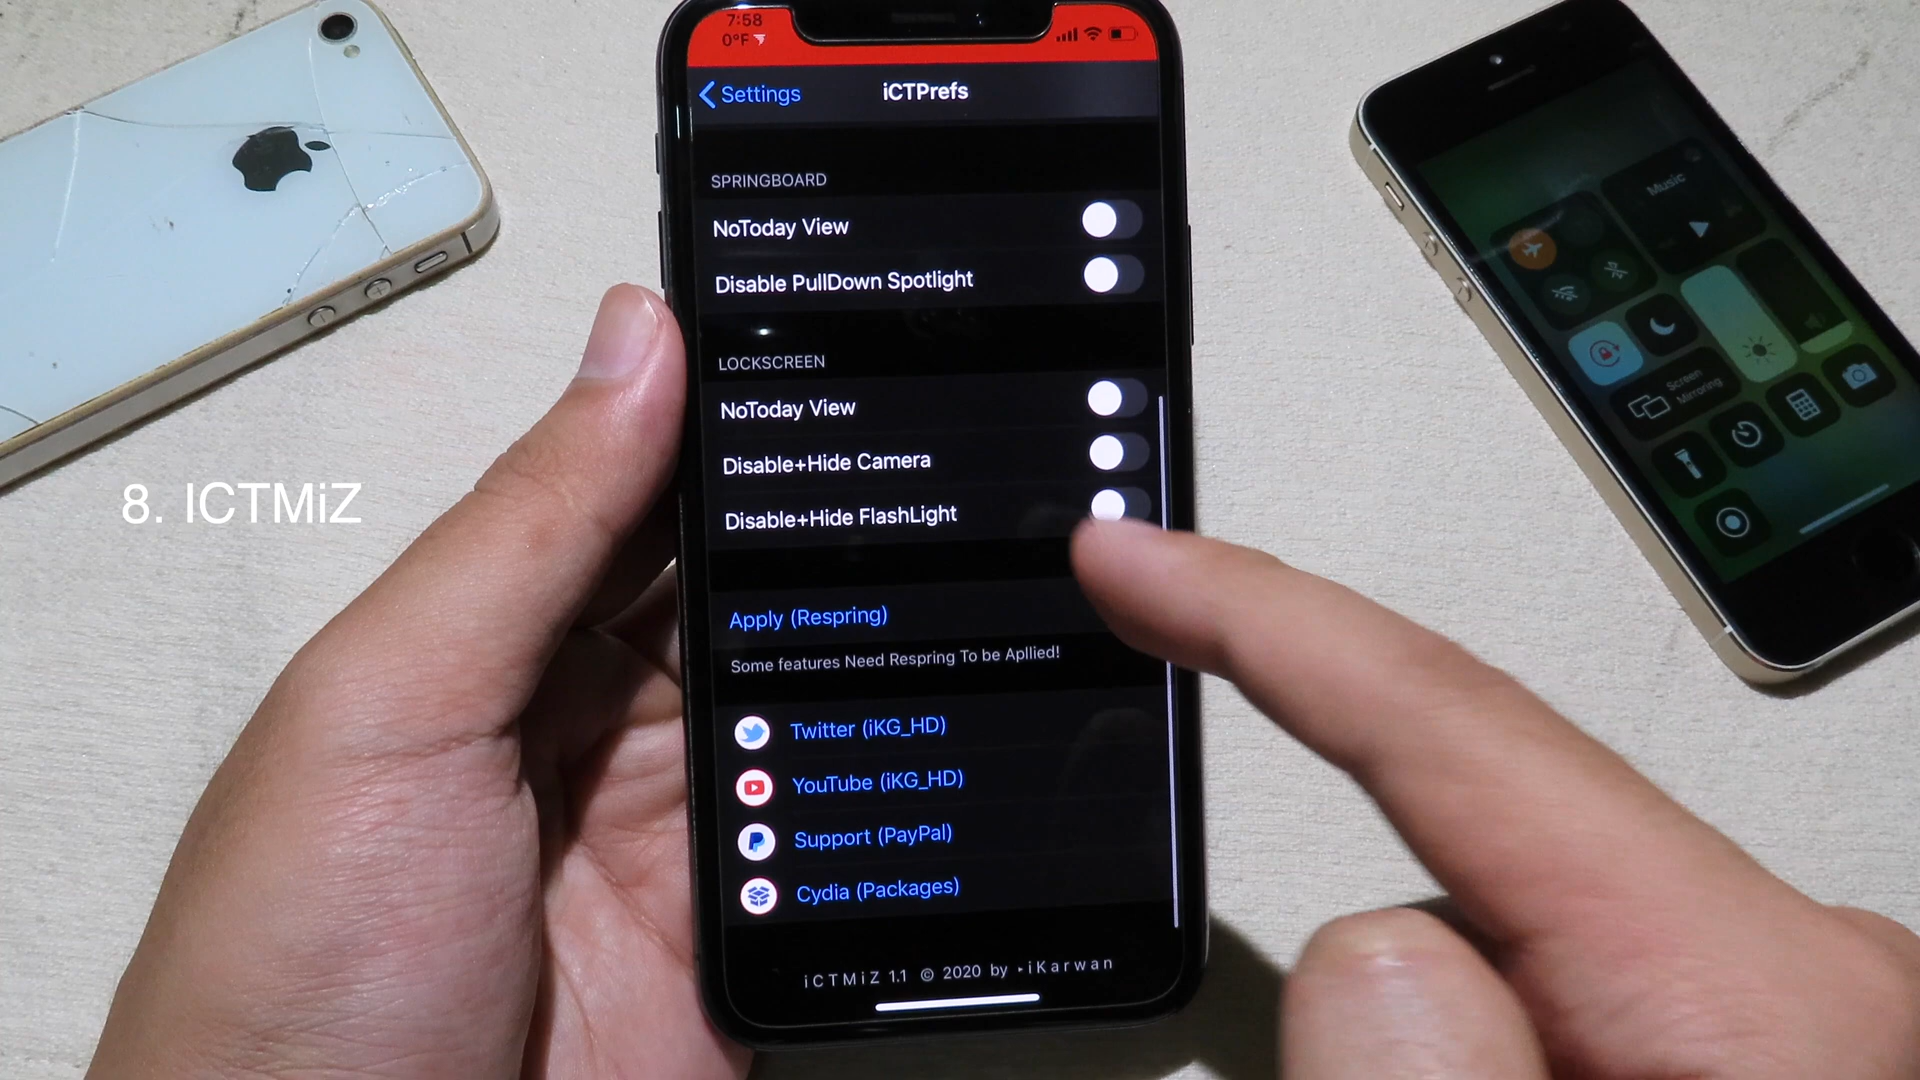 7:58
0°F
Settings
iCTPrefs
SPRINGBOARD
NoToday View
Disable PullDown Spotlight
LOCKSCREEN
NoToday View
Disable+Hide Camera
Disable+Hide FlashLight
Apply (Respring)
Some features Need Respring To be Apllied!
Twitter (iKG_HD)
YouTube (iKG_HD)
Support (PayPal)
Cydia (Packages)
iCTMiZ 1.1 © 2020 by ‣iKarwan
8. ICTMiZ
Music
Screen
Mirroring